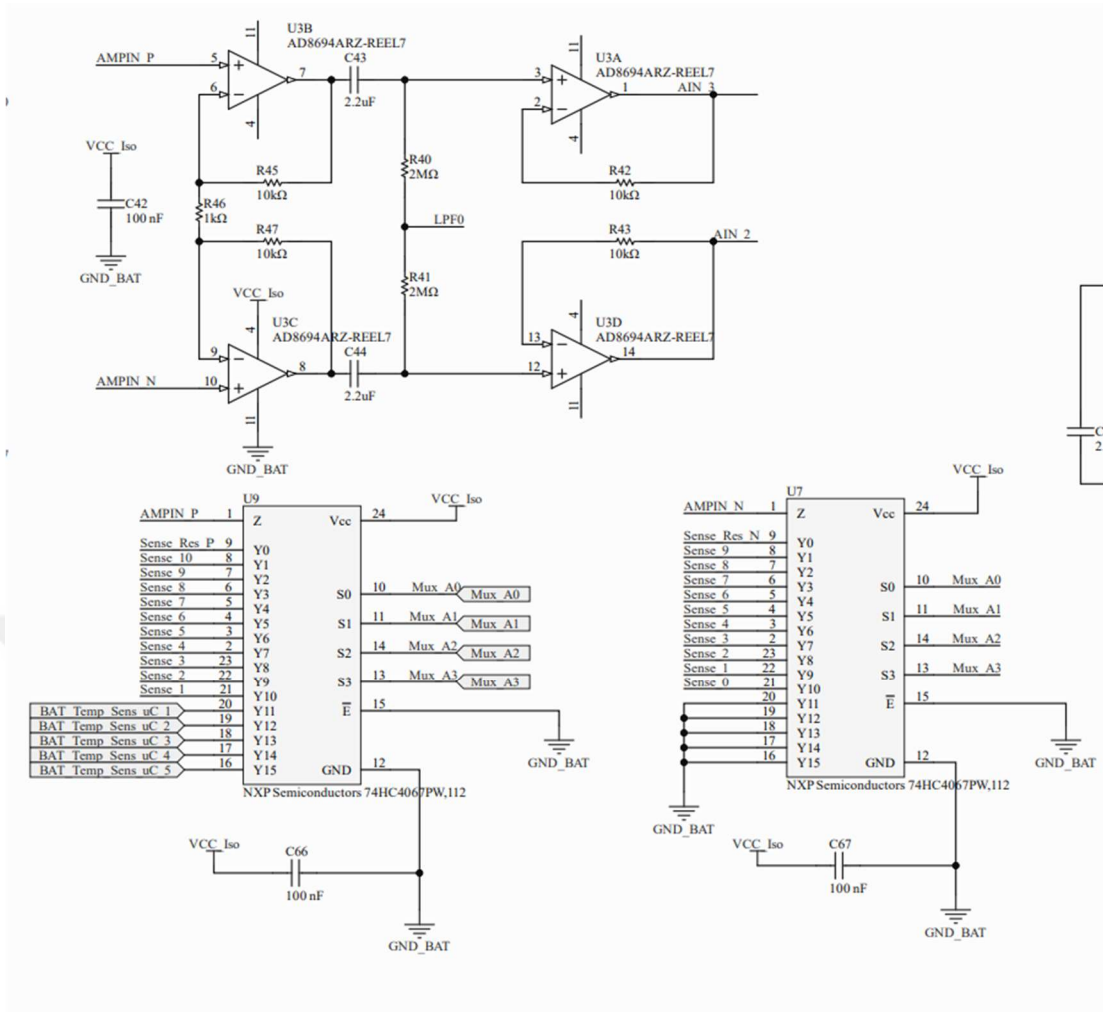 U3B
AD8694ARZ-REEL7
11
AMPIN_P
5
6
7
4
C43
2.2uF
U3A
AD8694ARZ-REEL7
11
3
2
1
AIN_3
4
VCC_Iso
C42
100 nF
GND_BAT
R45
10kΩ
R46
1kΩ
R47
10kΩ
R40
2MΩ
LPF0
R41
2MΩ
R42
10kΩ
R43
10kΩ
AIN_2
VCC_Iso
4
U3C
AD8694ARZ-REEL7
9
AMPIN_N
10
8
11
GND_BAT
C44
2.2uF
4
U3D
AD8694ARZ-REEL7
13
12
14
11
C
2
U9
AMPIN_P 1 Z
Vcc 24 VCC_Iso
Sense_Res_P 9 Y0
Sense_10 8 Y1
Sense_9 7 Y2
Sense_8 6 Y3
Sense_7 5 Y4
Sense_6 4 Y5
Sense_5 3 Y6
Sense_4 2 Y7
Sense_3 23 Y8
Sense_2 22 Y9
Sense_1 21 Y10
BAT_Temp_Sens_uC_1 20 Y11
BAT_Temp_Sens_uC_2 19 Y12
BAT_Temp_Sens_uC_3 18 Y13
BAT_Temp_Sens_uC_4 17 Y14
BAT_Temp_Sens_uC_5 16 Y15
S0 10 Mux_A0 Mux_A0
S1 11 Mux_A1 Mux_A1
S2 14 Mux_A2 Mux_A2
S3 13 Mux_A3 Mux_A3
E 15
GND_BAT
GND 12
NXP Semiconductors 74HC4067PW,112
VCC_Iso
C66
100 nF
GND_BAT
U7
AMPIN_N 1 Z
Vcc 24 VCC_Iso
Sense_Res_N 9 Y0
Sense_9 8 Y1
Sense_8 7 Y2
Sense_7 6 Y3
Sense_6 5 Y4
Sense_5 4 Y5
Sense_4 3 Y6
Sense_3 2 Y7
Sense_2 23 Y8
Sense_1 22 Y9
Sense_0 21 Y10
20 Y11
19 Y12
18 Y13
17 Y14
16 Y15
GND_BAT
S0 10 Mux_A0
S1 11 Mux_A1
S2 14 Mux_A2
S3 13 Mux_A3
E 15
GND_BAT
GND 12
NXP Semiconductors 74HC4067PW,112
VCC_Iso
C67
100 nF
GND_BAT